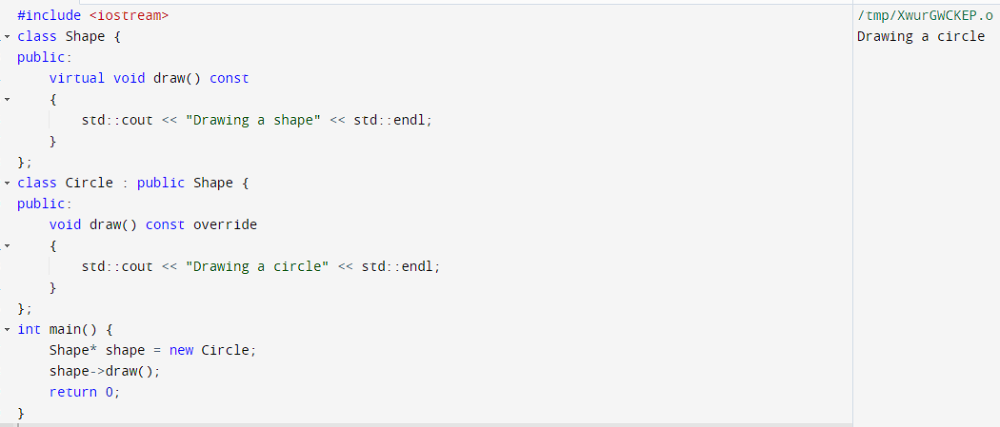 #include <iostream>
class Shape {
public:
    virtual void draw() const
    {
        std::cout << "Drawing a shape" << std::endl;
    }
};
class Circle : public Shape {
public:
    void draw() const override
    {
        std::cout << "Drawing a circle" << std::endl;
    }
};
int main() {
    Shape* shape = new Circle;
    shape->draw();
    return 0;
}
/tmp/XwurGWCKEP.o
Drawing a circle